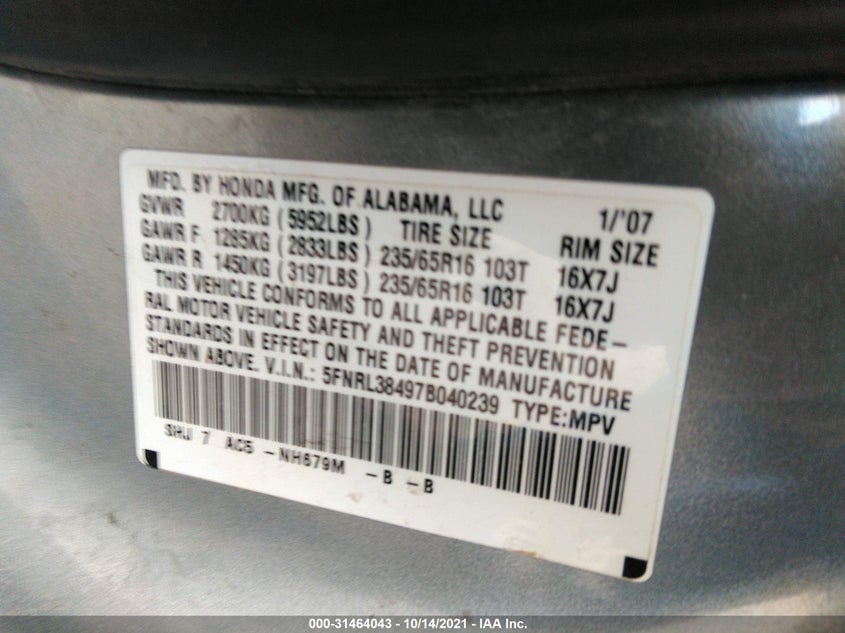 MFD. BY HONDA MFG. OF ALABAMA, LLC 1/'07
GVWR 2700KG (5952LBS) TIRE SIZE RIM SIZE
GAWR F 1285KG (2833LBS) 235/65R16 103T 16X7J
GAWR R 1450KG (3197LBS) 235/65R16 103T 16X7J
THIS VEHICLE CONFORMS TO ALL APPLICABLE FEDE-
RAL MOTOR VEHICLE SAFETY AND THEFT PREVENTION
STANDARDS IN EFFECT ON THE DATE OF MANUFACTURE
SHOWN ABOVE. V.I.N.: 5FNRL38497B040239 TYPE:MPV
SHJ 7 AC5 -NH679M -B -B
000-31464043 - 10/14/2021 - IAA Inc.